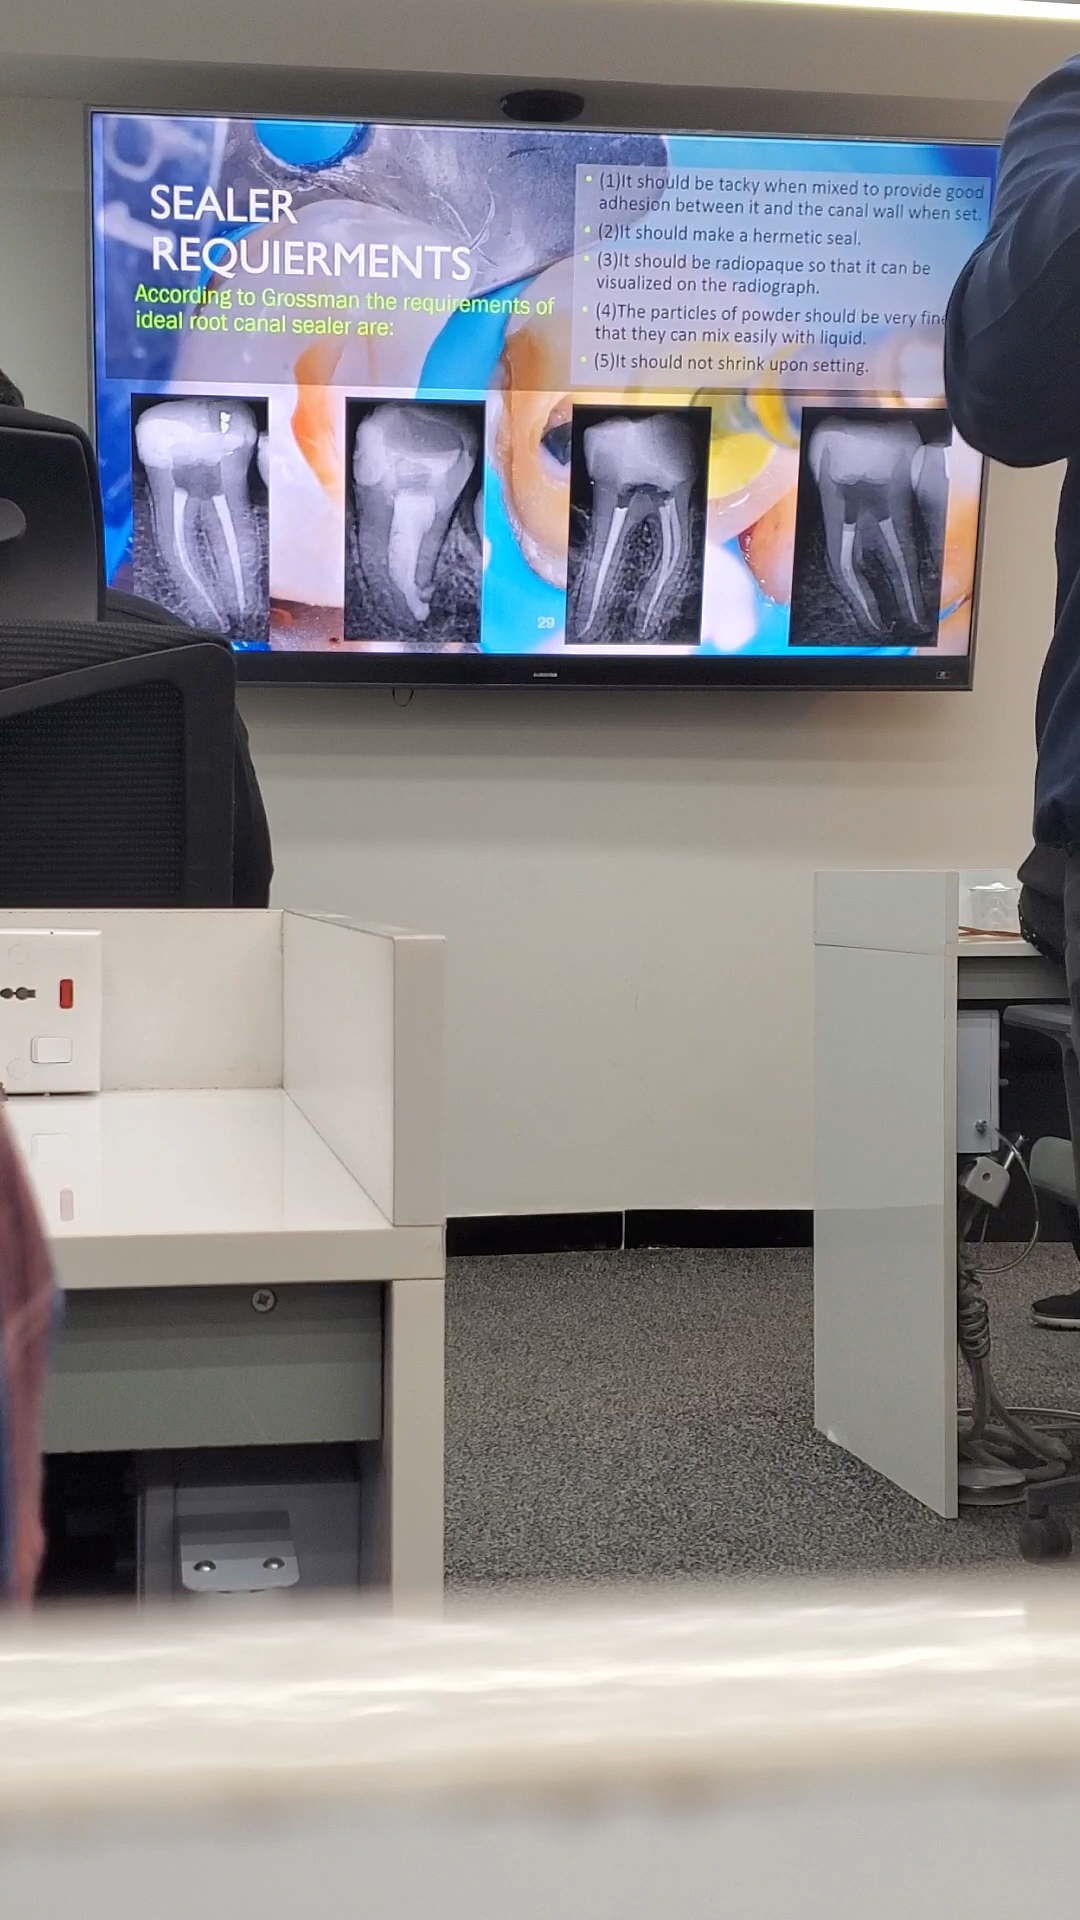 SEALER
REQUIERMENTS
According to Grossman the requirements of
ideal root canal sealer are:
• (1)It should be tacky when mixed to provide good
adhesion between it and the canal wall when set.
• (2)It should make a hermetic seal.
• (3)It should be radiopaque so that it can be
visualized on the radiograph.
• (4)The particles of powder should be very fine
that they can mix easily with liquid.
• (5)It should not shrink upon setting.
29